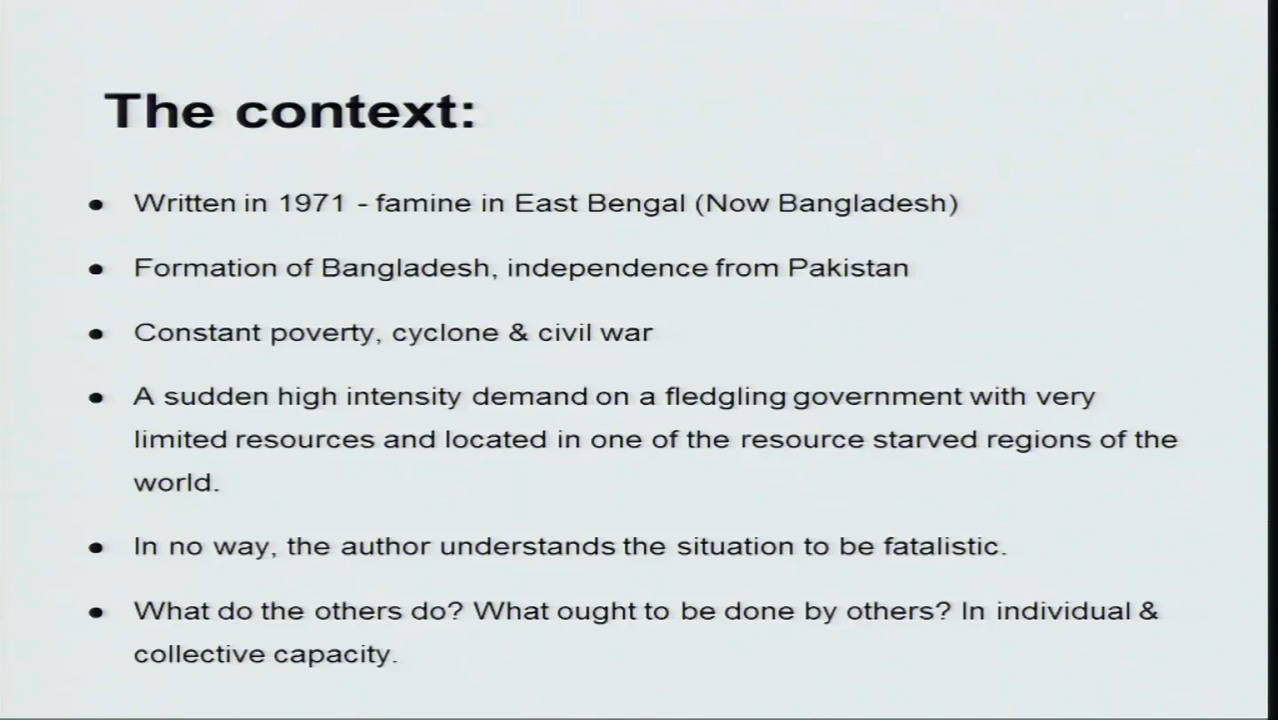 The context:
● Written in 1971 - famine in East Bengal (Now Bangladesh)
● Formation of Bangladesh, independence from Pakistan
● Constant poverty, cyclone & civil war
● A sudden high intensity demand on a fledgling government with very
limited resources and located in one of the resource starved regions of the
world.
● In no way, the author understands the situation to be fatalistic.
● What do the others do? What ought to be done by others? In individual &
collective capacity.